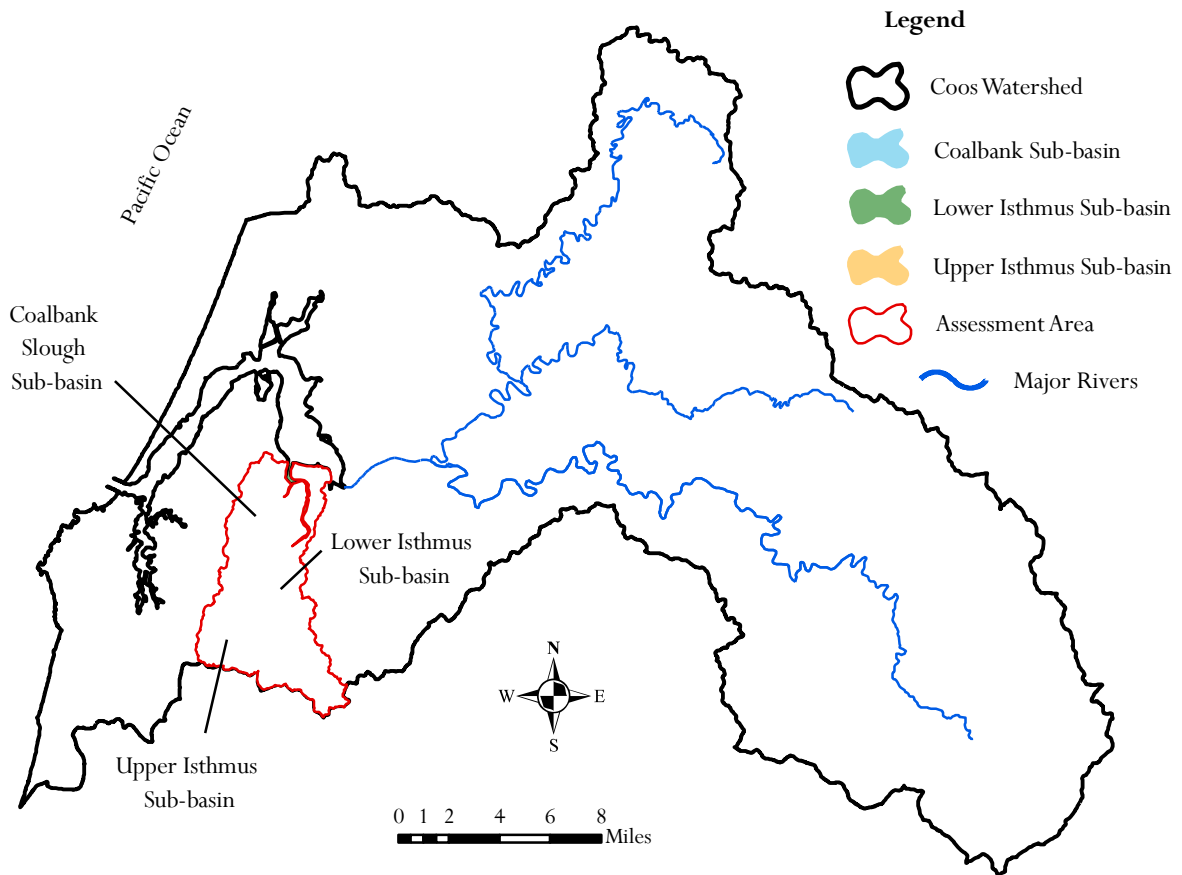 Legend
Coos Watershed
Coalbank Sub-basin
Lower Isthmus Sub-basin
Upper Isthmus Sub-basin
Assessment Area
Major Rivers
Pacific Ocean
Coalbank
Slough
Sub-basin
Lower Isthmus
Sub-basin
Upper Isthmus
Sub-basin
N
W E
S
0 1 2 4 6 8
Miles